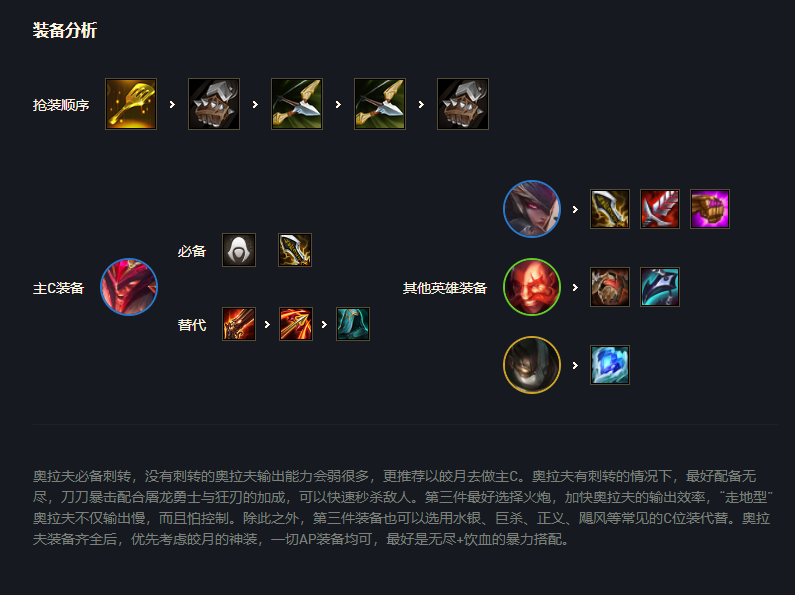 装备分析
抢装顺序
主C装备
必备
替代
其他英雄装备
奥拉夫必备刺转，没有刺转的奥拉夫输出能力会弱很多，更推荐以皎月去做主C。奥拉夫有刺转的情况下，最好配备无
尽，刀刀暴击配合屠龙勇士与狂刃的加成，可以快速秒杀敌人。第三件最好选择火炮，加快奥拉夫的输出效率，“走地型”
奥拉夫不仅输出慢，而且怕控制。除此之外，第三件装备也可以选用水银、巨杀、正义、飓风等常见的C位装代替。奥拉
夫装备齐全后，优先考虑皎月的神装，一切AP装备均可，最好是无尽+饮血的暴力搭配。